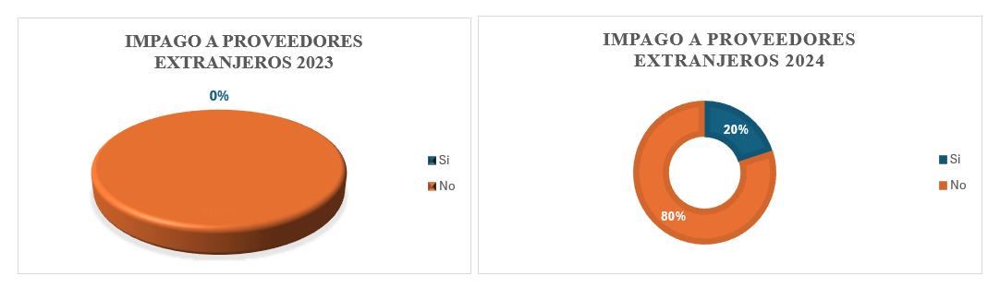 IMPAGO A PROVEEDORES
EXTRANJEROS 2023
0%
Si
No
IMPAGO A PROVEEDORES
EXTRANJEROS 2024
20%
80%
Si
No